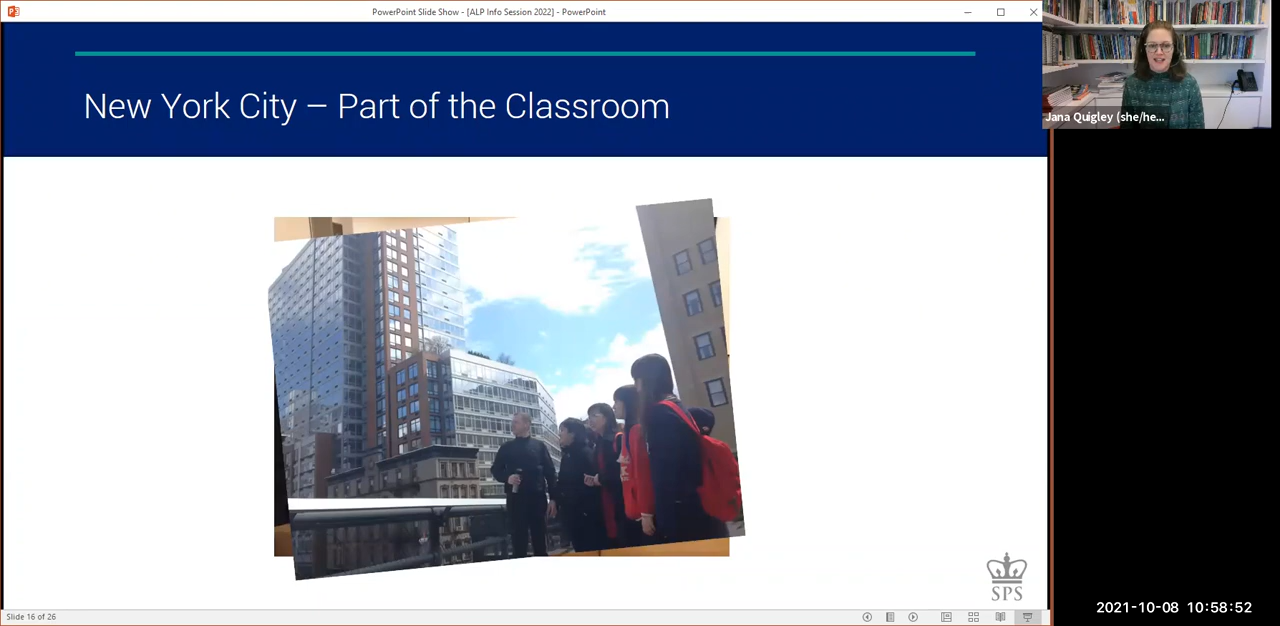 PowerPoint Slide Show - [ALP Info Session 2022] - PowerPoint
New York City – Part of the Classroom
Jana Quigley (she/he...
SPS
Slide 16 of 26
2021-10-08 10:58:52